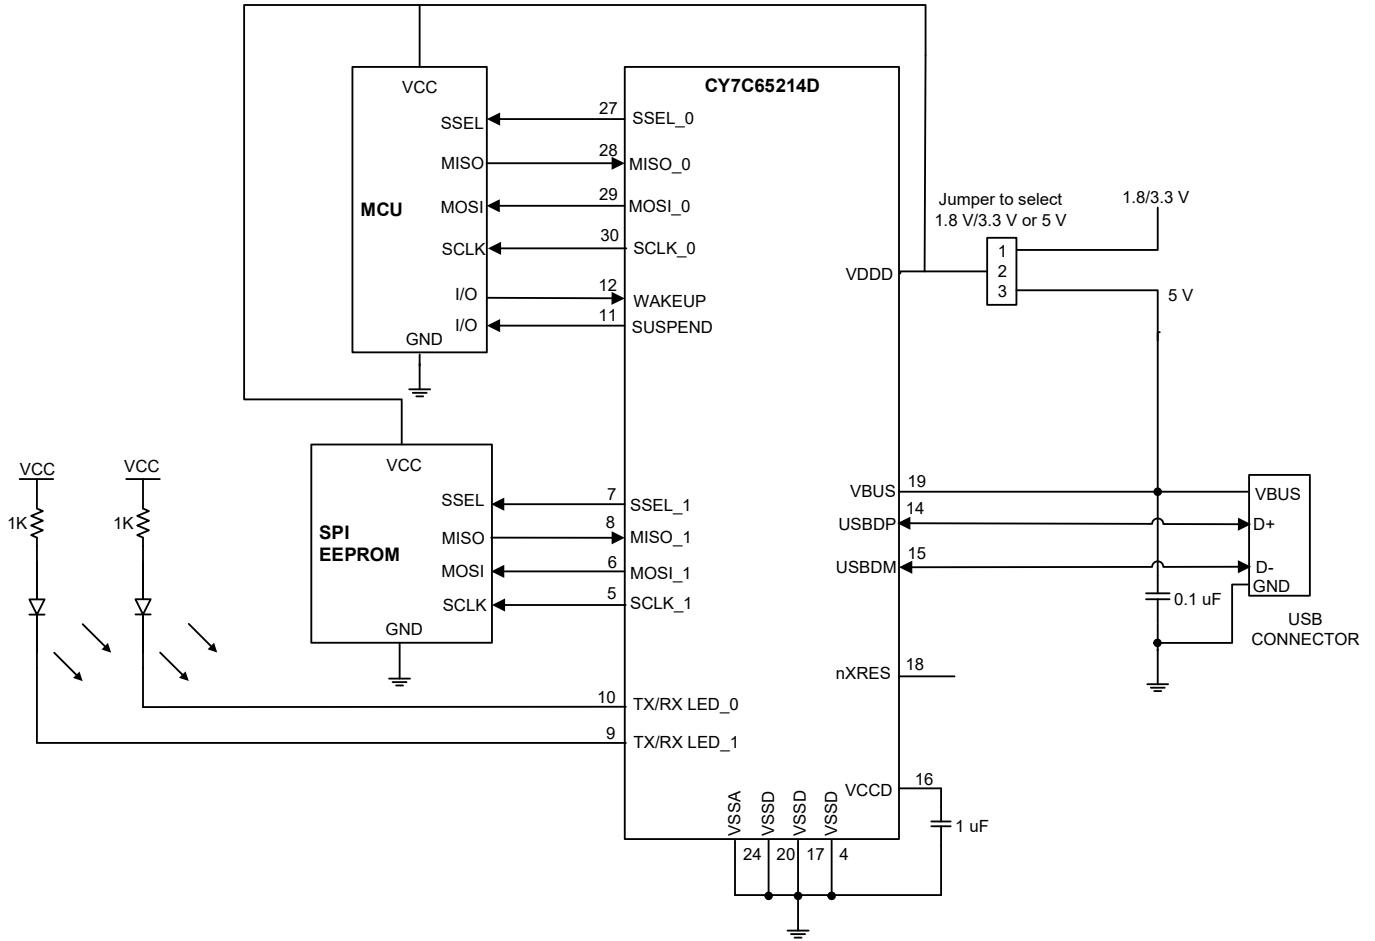 CY7C65214D
VCC
SSEL
MISO
MCU
MOSI
SCLK
I/O
I/O
GND
27
SSEL_0
28
MISO_0
29
MOSI_0
30
SCLK_0
12
WAKEUP
11
SUSPEND
Jumper to select
1.8 V/3.3 V or 5 V
1.8/3.3 V
VDDD
1
2
3
5 V
VCC
VCC
1K
1K
VCC
SSEL
SPI
EEPROM
MISO
MOSI
SCLK
GND
7
SSEL_1
8
MISO_1
6
MOSI_1
5
SCLK_1
VBUS
19
USBDP
14
USBDM
15
VBUS
D+
D-
GND
0.1 uF
USB
CONNECTOR
nXRES
18
10
TX/RX LED_0
9
TX/RX LED_1
VCCD
16
1 uF
VSSA
VSSD
VSSD
VSSD
24
20
17
4